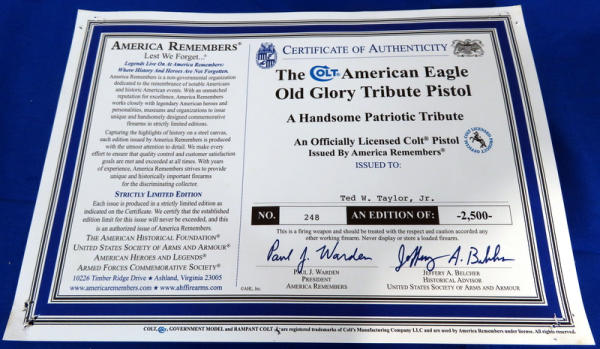 AMERICA REMEMBERS®
Lest We Forget...®
Legends Live On At America Remembers:
Where History And Heroes Are Not Forgotten.
America Remembers is a non-governmental organization
dedicated to the remembrance of notable Americans
and historic American events. With an unmatched
reputation for excellence, America Remembers
works closely with legendary American heroes and
personalities, museums and organizations to issue
unique and handsomely designed commemorative
firearms in strictly limited editions.
Capturing the highlights of history on a steel canvas,
each edition issued by America Remembers is produced
with the utmost attention to detail. We make every
effort to ensure that quality control and customer satisfaction
goals are met and exceeded at all times. With years
of experience, America Remembers strives to provide
unique and historically important firearms
for the discriminating collector.
STRICTLY LIMITED EDITION
Each issue is produced in a strictly limited edition as
indicated on the Certificate. We certify that the established
edition limit for this issue will never be exceeded, and this
is an authorized issue of America Remembers.
THE AMERICAN HISTORICAL FOUNDATION®
UNITED STATES SOCIETY OF ARMS AND ARMOUR®
AMERICAN HEROES AND LEGENDS®
ARMED FORCES COMMEMORATIVE SOCIETY®
10226 Timber Ridge Drive ★ Ashland, Virginia 23005
www.americaremembers.com ★ www.ahffirearms.com
CERTIFICATE OF AUTHENTICITY
The COLT American Eagle
Old Glory Tribute Pistol
A Handsome Patriotic Tribute
An Officially Licensed Colt® Pistol
Issued By America Remembers®
ISSUED TO:
Ted W. Taylor, Jr.
NO. 248 AN EDITION OF: -2,500-
This is a firing weapon and should be treated with the respect and caution accorded any
other working firearm. Never display or store a loaded firearm.
Paul J. Warden
Jeffery A. Belcher
PAUL J. WARDEN
PRESIDENT
AMERICA REMEMBERS
JEFFERY A. BELCHER
HISTORICAL ADVISOR
UNITED STATES SOCIETY OF ARMS AND ARMOUR
©AHL, Inc.
COLT, COLT, GOVERNMENT MODEL and RAMPANT COLT are registered trademarks of Colt's Manufacturing Company LLC and are used by America Remembers under license. All rights reserved.